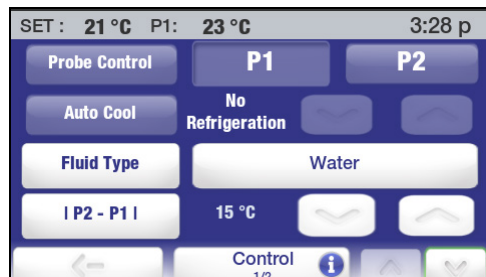 SET : 21 °C P1: 23 °C 3:28 p
Probe Control P1 P2
Auto Cool No
Refrigeration
Fluid Type Water
I P2 - P1 I 15 °C
Control
1/2